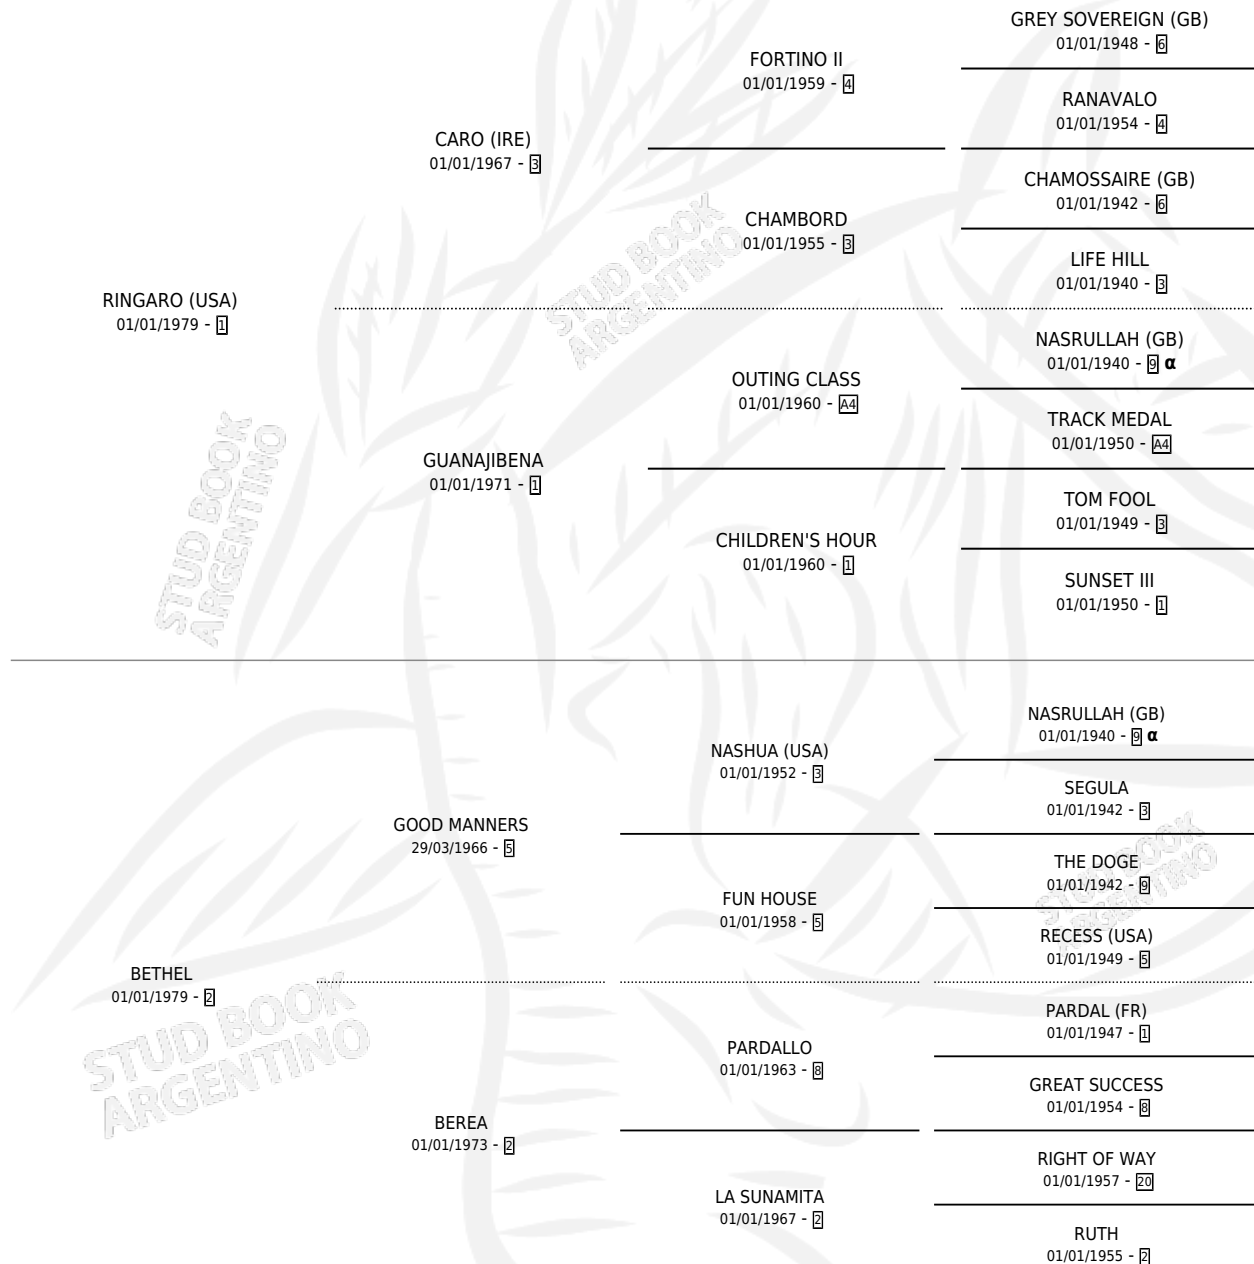 GREY SOVEREIGN (GB)
01/01/1948 - 6
FORTINO II
01/01/1959 - 4
RANAVALO
01/01/1954 - 4
CARO (IRE)
01/01/1967 - 3
CHAMOSSAIRE (GB)
01/01/1942 - 6
CHAMBORD
01/01/1955 - 3
LIFE HILL
01/01/1940 - 3
RINGARO (USA)
01/01/1979 - 1
NASRULLAH (GB)
01/01/1940 - 9 α
OUTING CLASS
01/01/1960 - A4
TRACK MEDAL
01/01/1950 - A4
GUANAJIBENA
01/01/1971 - 1
TOM FOOL
01/01/1949 - 3
CHILDREN'S HOUR
01/01/1960 - 1
SUNSET III
01/01/1950 - 1
NASRULLAH (GB)
01/01/1940 - 9 α
NASHUA (USA)
01/01/1952 - 3
SEGULA
01/01/1942 - 3
GOOD MANNERS
29/03/1966 - 5
THE DOGE
01/01/1942 - 9
FUN HOUSE
01/01/1958 - 5
RECESS (USA)
01/01/1949 - 5
BETHEL
01/01/1979 - 2
PARDAL (FR)
01/01/1947 - 1
PARDALLO
01/01/1963 - 8
GREAT SUCCESS
01/01/1954 - 8
BEREA
01/01/1973 - 2
RIGHT OF WAY
01/01/1957 - 20
LA SUNAMITA
01/01/1967 - 2
RUTH
01/01/1955 - 2
STUD BOOK
ARGENTINO
STUD BOOK
ARGENTINO
STUD BOOK
ARGENTINO
STUD BOOK
ARGENTINO